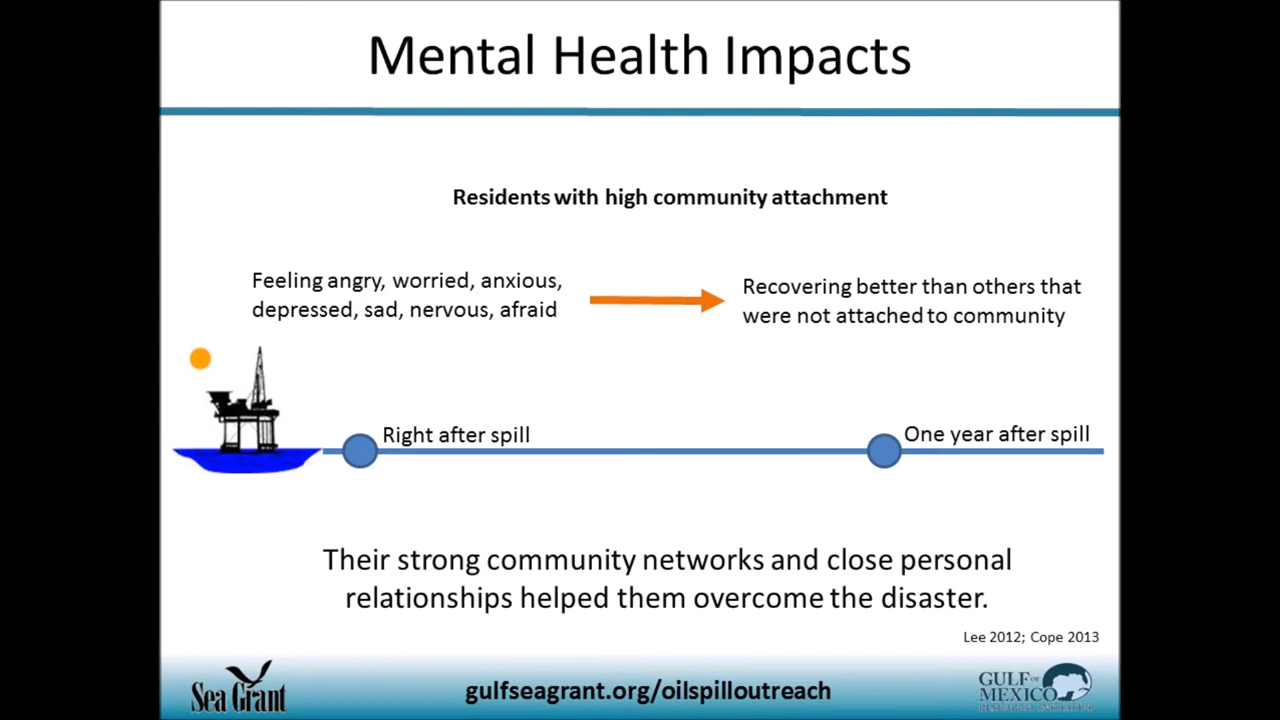 Mental Health Impacts
Residents with high community attachment
Feeling angry, worried, anxious,
depressed, sad, nervous, afraid
Recovering better than others that
were not attached to community
Right after spill
One year after spill
Their strong community networks and close personal
relationships helped them overcome the disaster.
Lee 2012; Cope 2013
Sea Grant
gulfseagrant.org/oilspilloutreach
GULF OF
MEXICO
RESEARCH INITIATIVE